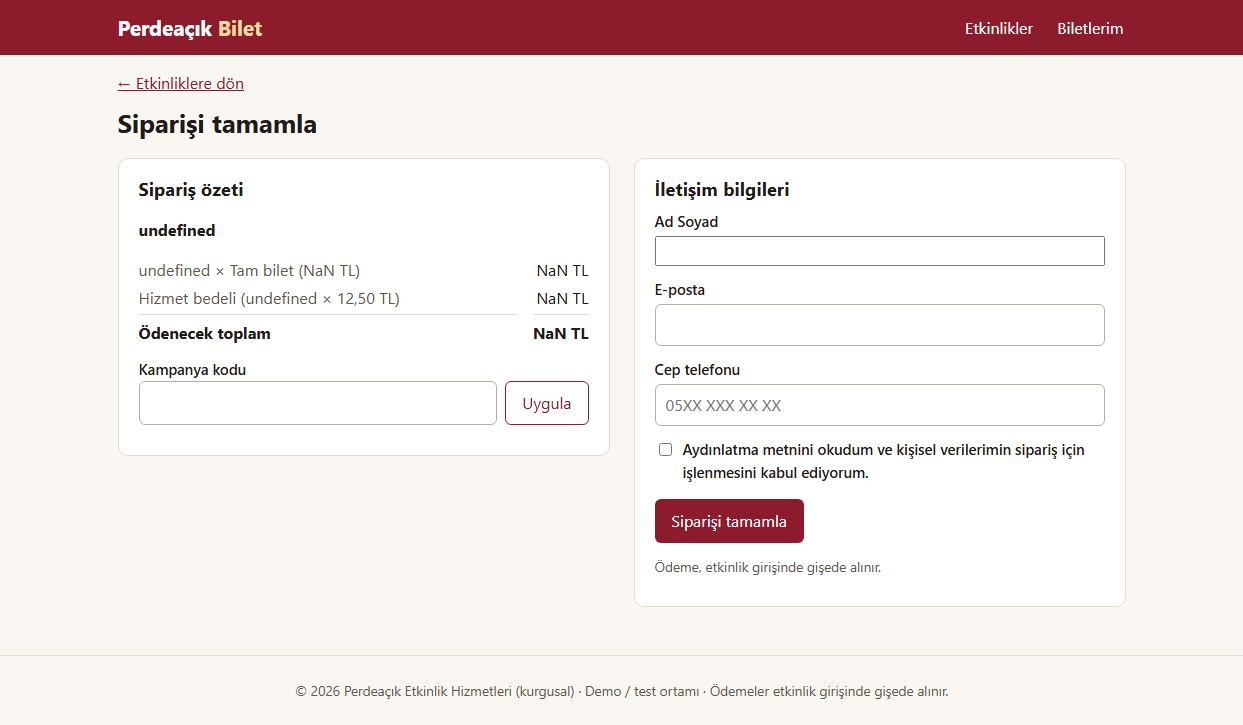 Perdeaçık Bilet
Etkinlikler
Biletlerim
← Etkinliklere dön
Siparişi tamamla
Sipariş özeti
undefined
undefined × Tam bilet (NaN TL) NaN TL
Hizmet bedeli (undefined × 12,50 TL) NaN TL
Ödenecek toplam NaN TL
Kampanya kodu
Uygula
İletişim bilgileri
Ad Soyad
E-posta
Cep telefonu
05XX XXX XX XX
Aydınlatma metnini okudum ve kişisel verilerimin sipariş için
işlenmesini kabul ediyorum.
Siparişi tamamla
Ödeme, etkinlik girişinde gişede alınır.
© 2026 Perdeaçık Etkinlik Hizmetleri (kurgusal) · Demo / test ortamı · Ödemeler etkinlik girişinde gişede alınır.